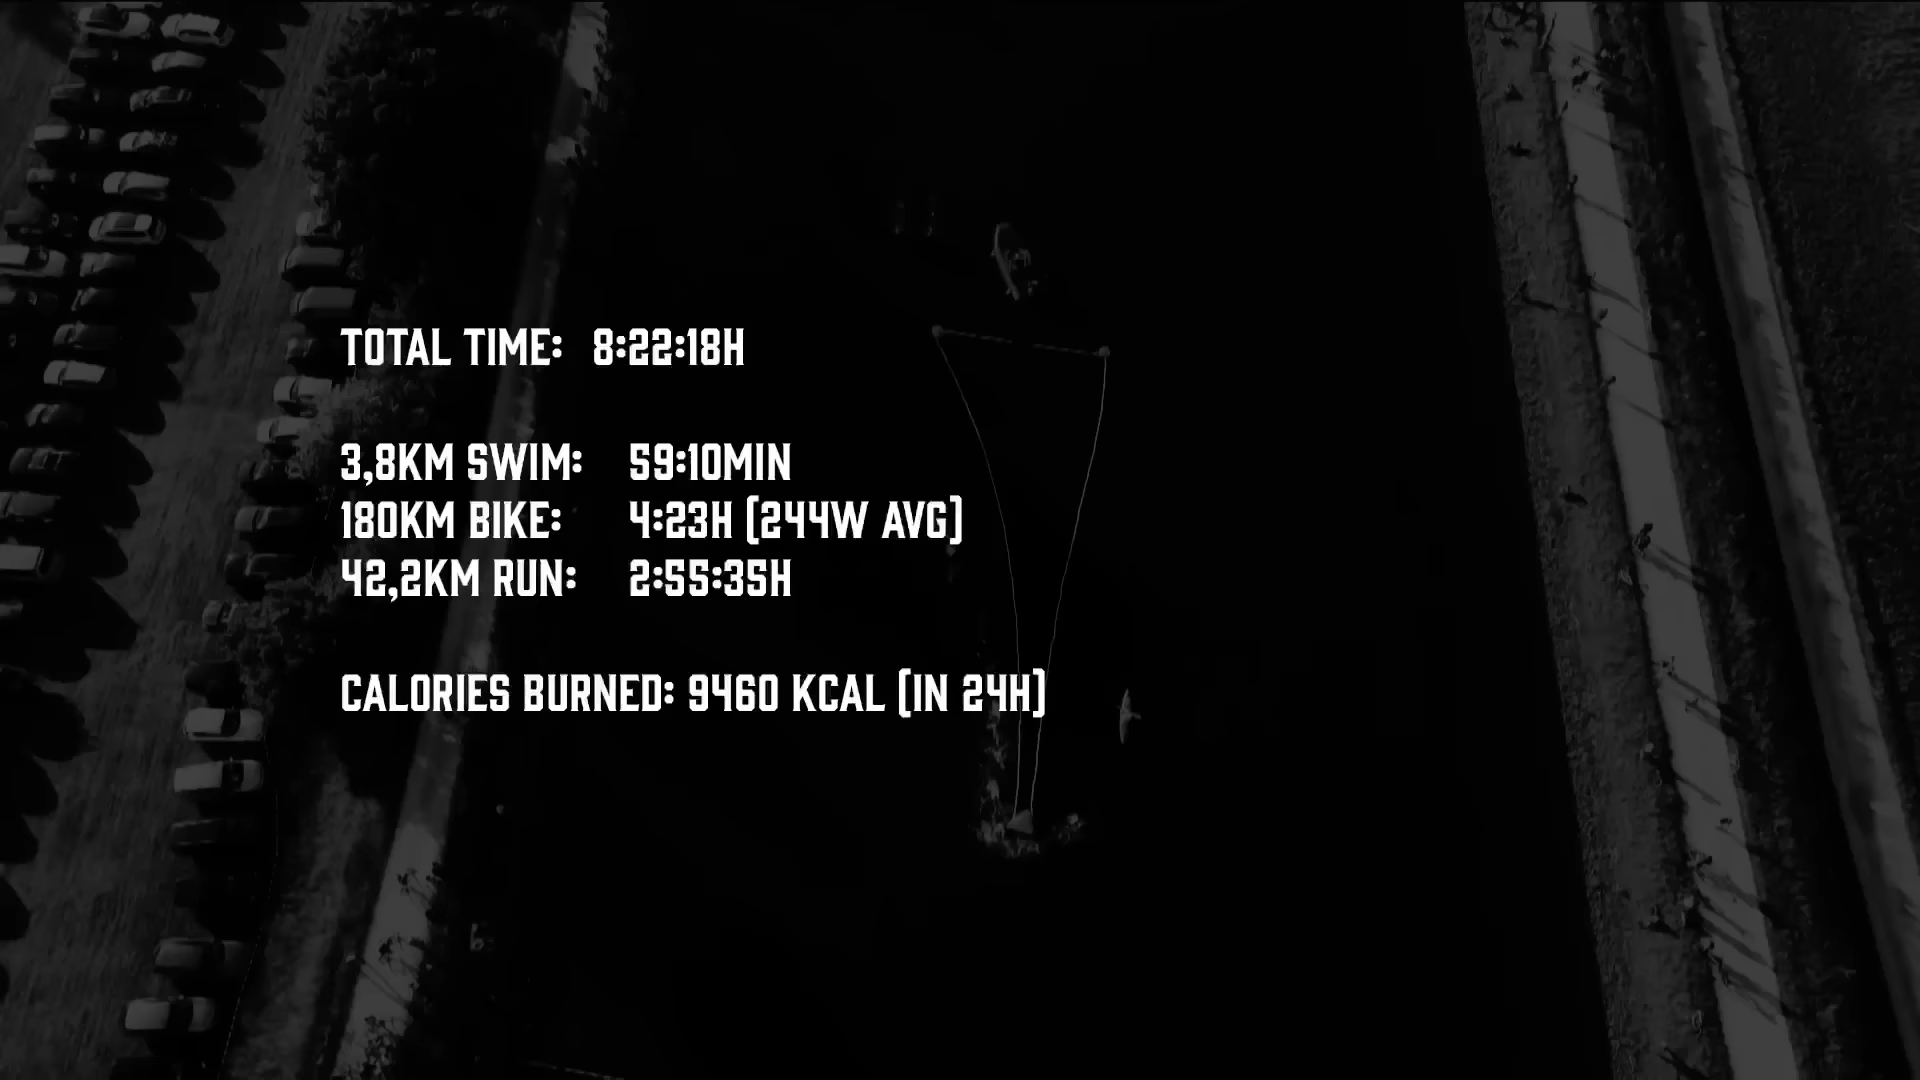 TOTAL TIME: 8:22:18H
3,8KM SWIM: 59:10MIN
180KM BIKE: 4:23H (244W AVG)
42,2KM RUN: 2:55:35H
CALORIES BURNED: 9460 KCAL (IN 24H)